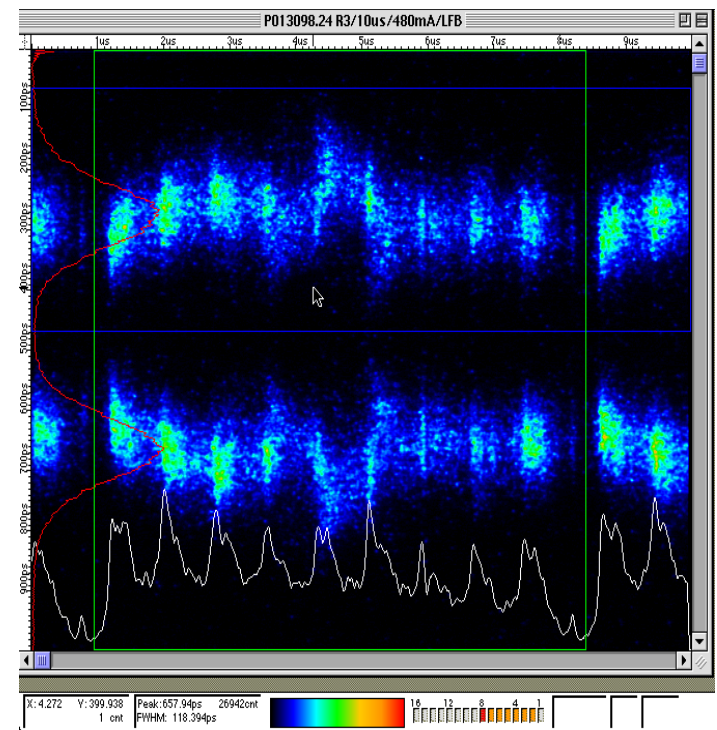 P013098.24 R3/10us/480mA/LFB
1us 2us 3us 4us 5us 6us 7us 8us 9us
100ps
200ps
300ps
400ps
500ps
600ps
700ps
800ps
900ps
X: 4.272 Y: 399.938 Peak:657.94ps 26942cnt 16 12 8 4 1
1 cnt FWHM: 118.394ps